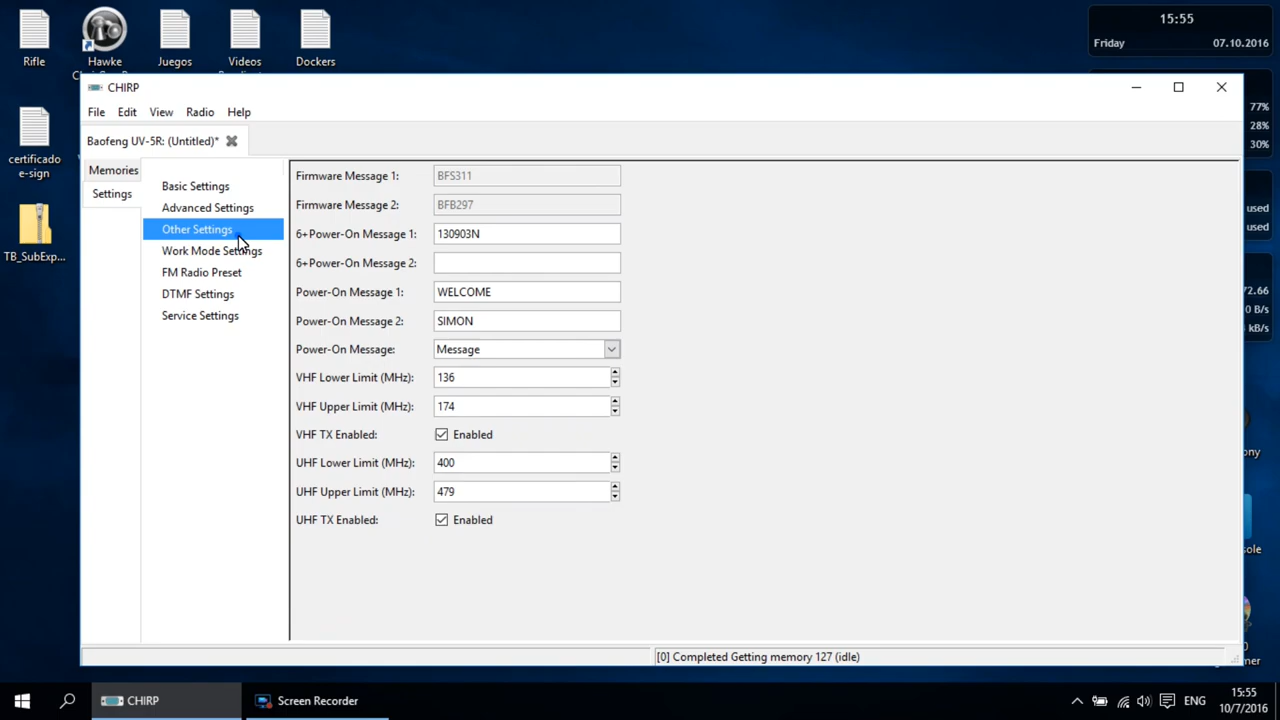 15:55
Friday 07.10.2016
Rifle
Hawke
Juegos
Videos
Dockers
CHIRP
77%
28%
30%
File Edit View Radio Help
Baofeng UV-5R: (Untitled)*
certificado
e-sign
Memories
Settings
Basic Settings
Advanced Settings
Other Settings
Work Mode Settings
FM Radio Preset
DTMF Settings
Service Settings
Firmware Message 1: BFS311
Firmware Message 2: BFB297
6+Power-On Message 1: 130903N
6+Power-On Message 2:
Power-On Message 1: WELCOME
Power-On Message 2: SIMON
Power-On Message: Message
VHF Lower Limit (MHz): 136
VHF Upper Limit (MHz): 174
VHF TX Enabled: Enabled
UHF Lower Limit (MHz): 400
UHF Upper Limit (MHz): 479
UHF TX Enabled: Enabled
used
used
TB_SubExp...
72.66
0 B/s
kB/s
ony
ole
[0] Completed Getting memory 127 (idle)
CHIRP
Screen Recorder
ENG
15:55
10/7/2016